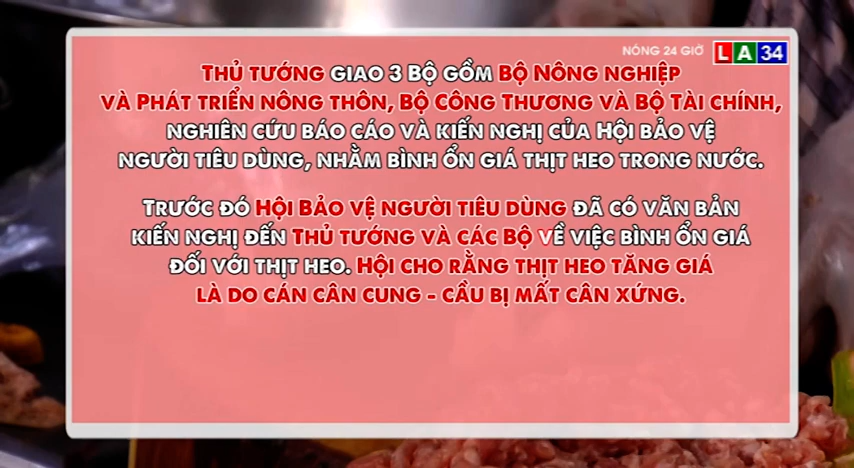 NÓNG 24 GIỜ LA34
THỦ TƯỚNG GIAO 3 BỘ GỒM BỘ NÔNG NGHIỆP
VÀ PHÁT TRIỂN NÔNG THÔN, BỘ CÔNG THƯƠNG VÀ BỘ TÀI CHÍNH,
NGHIÊN CỨU BÁO CÁO VÀ KIẾN NGHỊ CỦA HỘI BẢO VỆ
NGƯỜI TIÊU DÙNG, NHẰM BÌNH ỔN GIÁ THỊT HEO TRONG NƯỚC.
TRƯỚC ĐÓ HỘI BẢO VỆ NGƯỜI TIÊU DÙNG ĐÃ CÓ VĂN BẢN
KIẾN NGHỊ ĐẾN THỦ TƯỚNG VÀ CÁC BỘ VỀ VIỆC BÌNH ỔN GIÁ
ĐỐI VỚI THỊT HEO. HỘI CHO RẰNG THỊT HEO TĂNG GIÁ
LÀ DO CÁN CÂN CUNG - CẦU BỊ MẤT CÂN XỨNG.